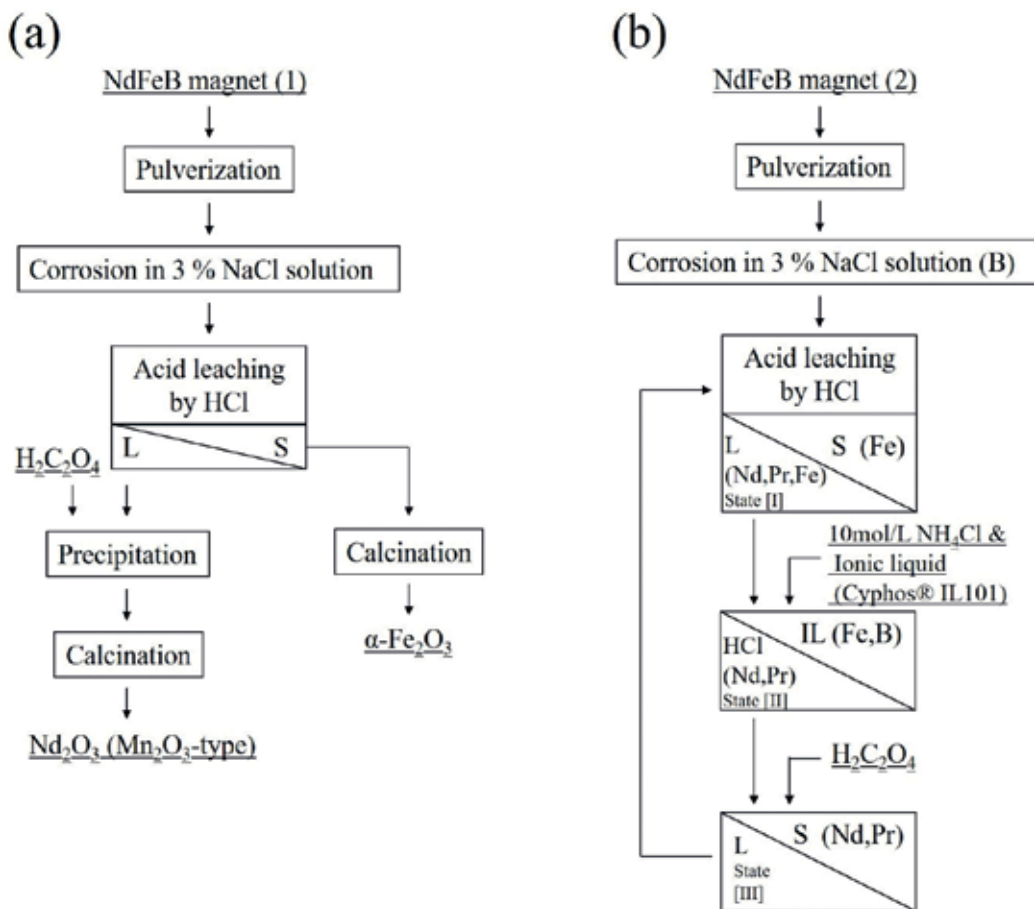 (a)
NdFeB magnet (1)
Pulverization
Corrosion in 3 % NaCl solution
Acid leaching
by HCl
L
S
H₂C₂O₄
Precipitation
Calcination
Calcination
α-Fe₂O₃
Nd₂O₃ (Mn₂O₃-type)
(b)
NdFeB magnet (2)
Pulverization
Corrosion in 3 % NaCl solution (B)
Acid leaching
by HCl
S (Fe)
L
(Nd,Pr,Fe)
State [I]
10mol/L NH₄Cl &
Ionic liquid
(Cyphos® IL101)
IL (Fe,B)
HCl
(Nd,Pr)
State [II]
H₂C₂O₄
S (Nd,Pr)
L
State
[III]